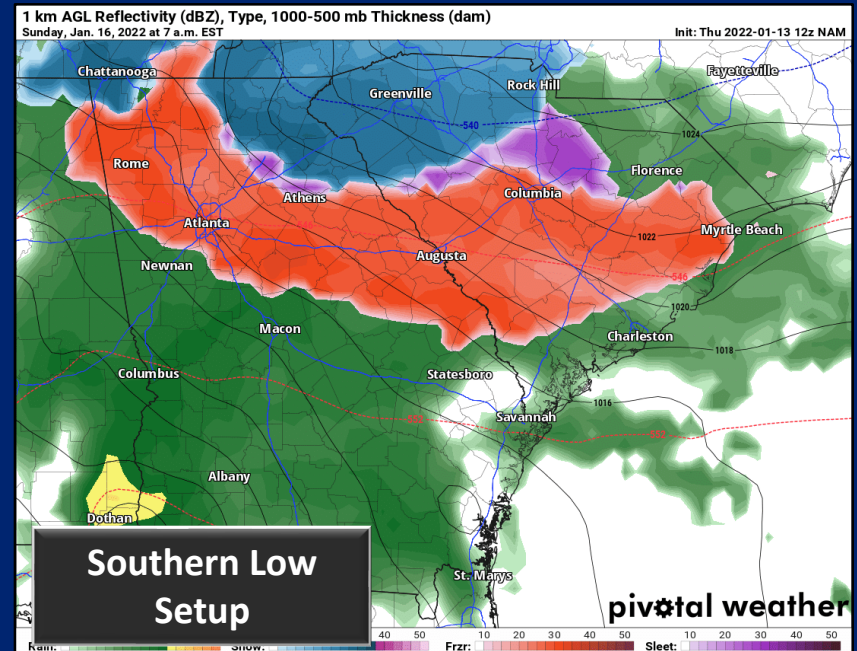 1 km AGL Reflectivity (dBZ), Type, 1000-500 mb Thickness (dam)
Sunday, Jan. 16, 2022 at 7 a.m. EST
Init: Thu 2022-01-13 12z NAM
Chattanooga
Fayetteville
Greenville
Rock Hill
540
1024
Rome
Florence
Athens
Columbia
Atlanta
1022
Myrtle Beach
Augusta
Newnan
546
1020
Macon
Charleston
1018
Columbus
Statesboro
1016
Savannah
Albany
Dothan
Southern Low
Setup
St. Marys
pivotal weather
Rain:
Snow:
40 50
Frzr:
10 20 30 40 50
Sleet:
10 20 30 40 50